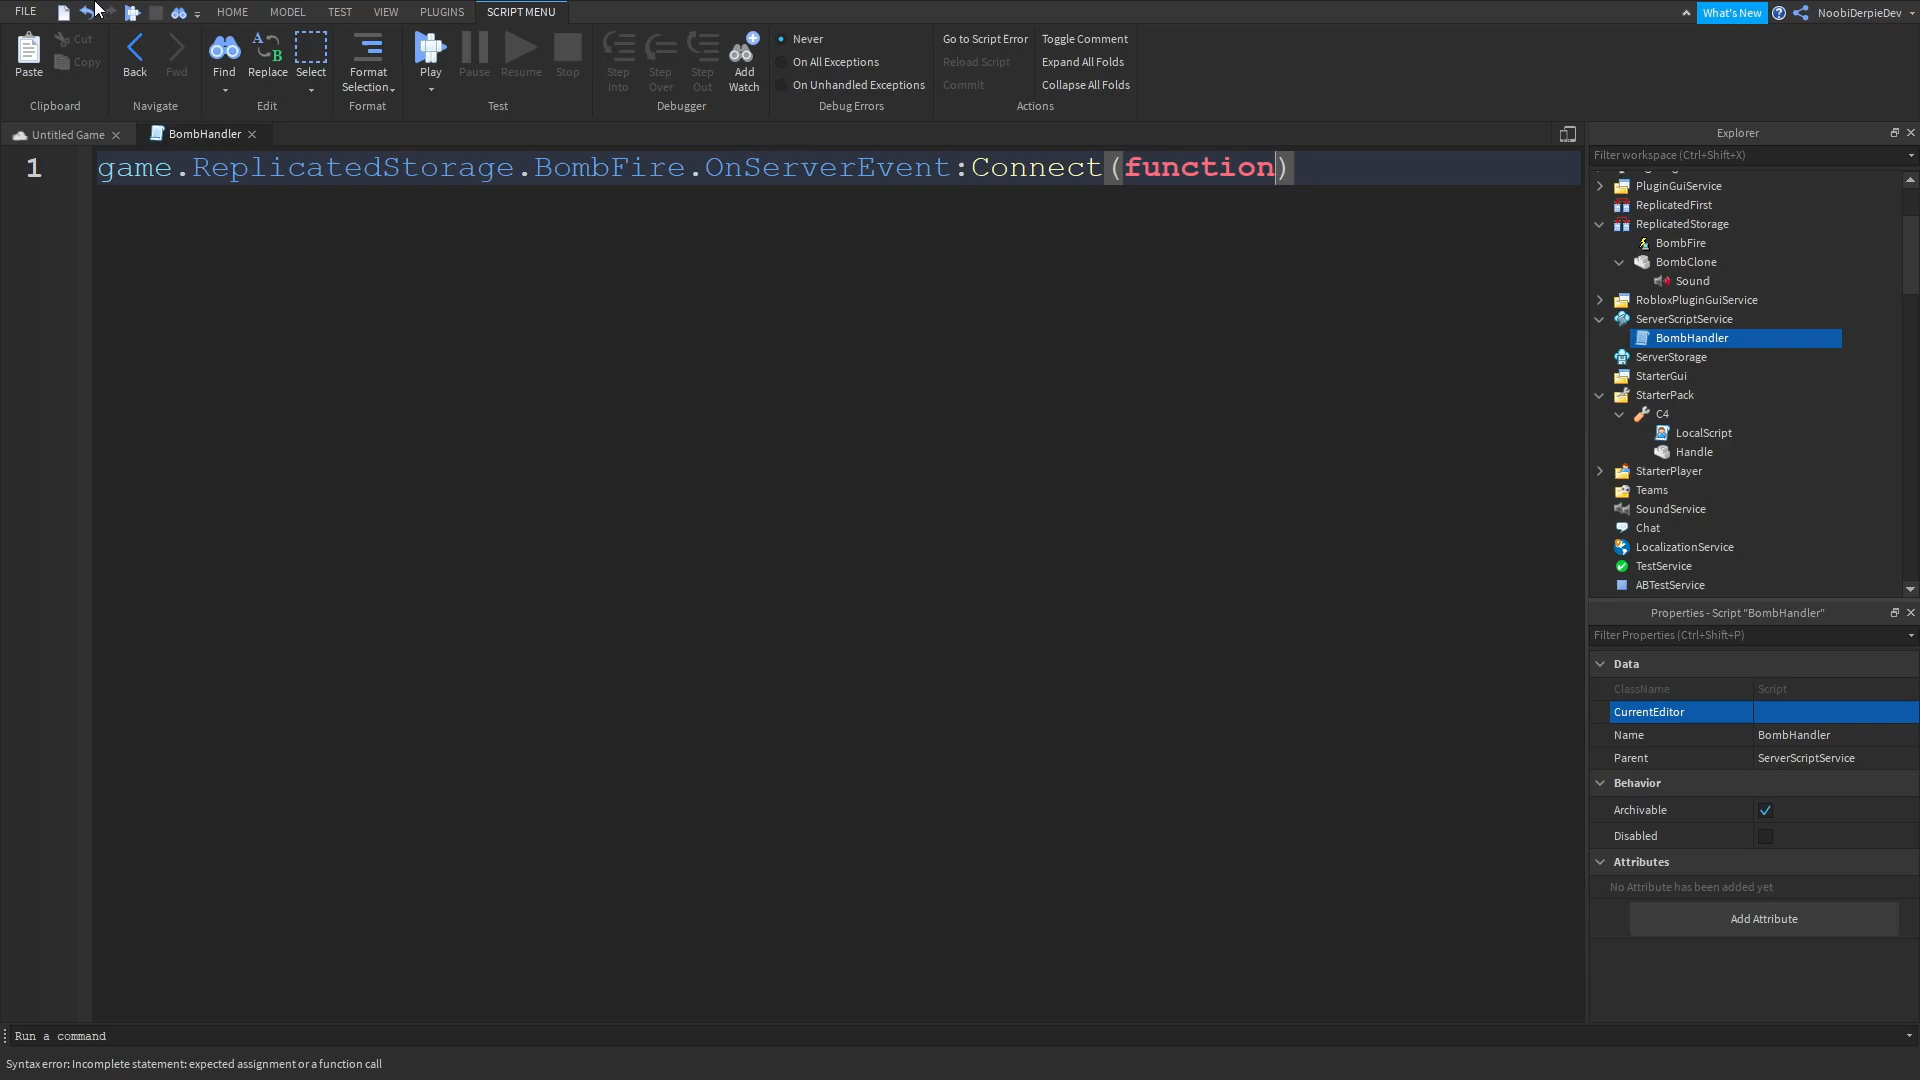 FILE HOME MODEL TEST VIEW PLUGINS SCRIPT MENU What's New NoobiDerpieDev
Paste Cut Copy Clipboard
Back Fwd Navigate
Find Replace Select Edit
Format Selection Format
Play Pause Resume Stop Test
Step Into Step Over Step Out Add Watch Debugger
Never
On All Exceptions
On Unhandled Exceptions
Debug Errors
Go to Script Error Toggle Comment
Reload Script Expand All Folds
Commit Collapse All Folds
Actions
Untitled Game BombHandler
1 game.ReplicatedStorage.BombFire.OnServerEvent:Connect(function)
Explorer
Filter workspace (Ctrl+Shift+X)
PluginGuiService
ReplicatedFirst
ReplicatedStorage
BombFire
BombClone
Sound
RobloxPluginGuiService
ServerScriptService
BombHandler
ServerStorage
StarterGui
StarterPack
C4
LocalScript
Handle
StarterPlayer
Teams
SoundService
Chat
LocalizationService
TestService
ABTestService
Properties - Script "BombHandler"
Filter Properties (Ctrl+Shift+P)
Data
ClassName Script
CurrentEditor
Name BombHandler
Parent ServerScriptService
Behavior
Archivable
Disabled
Attributes
No Attribute has been added yet
Add Attribute
Run a command
Syntax error: Incomplete statement: expected assignment or a function call